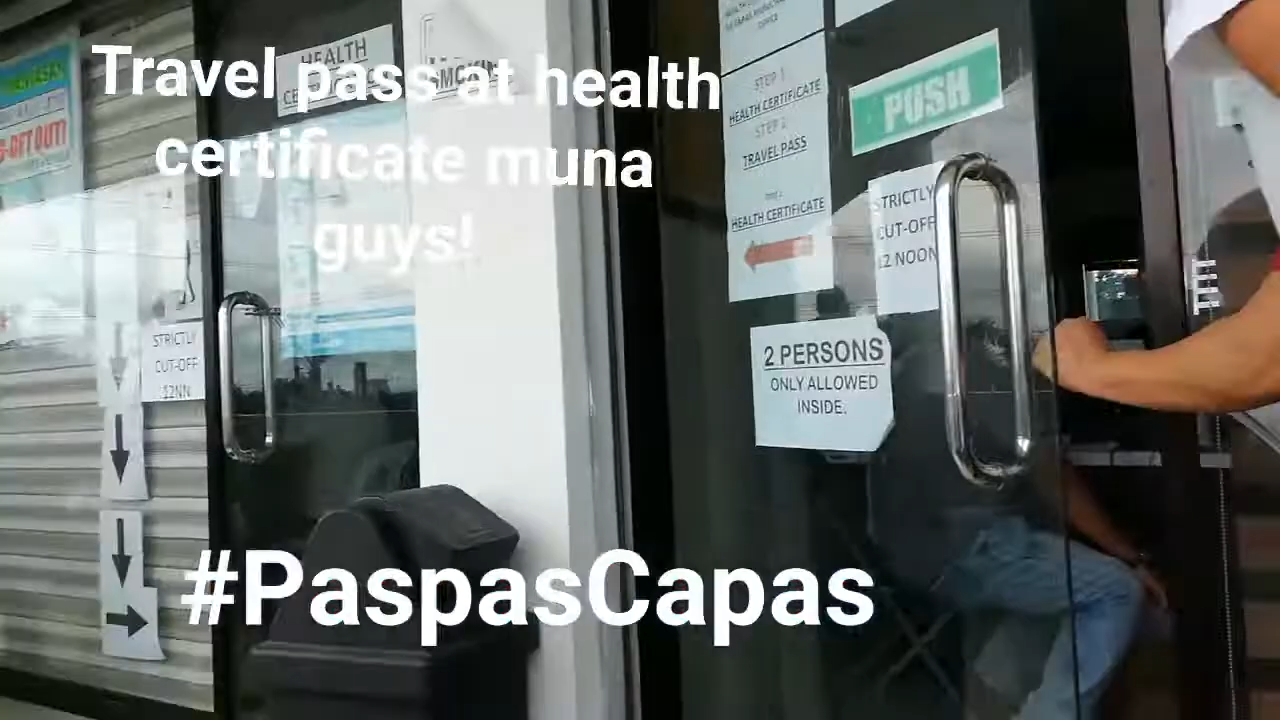 Travel pass at health
certificate muna
guys!
#PaspasCapas
HEALTH
SMOKING
STRICTLY
CUT-OFF
12NN
STEP 1
HEALTH CERTIFICATE
STEP 2
TRAVEL PASS
HEALTH CERTIFICATE
PUSH
STRICTLY
CUT-OFF
12 NOON
2 PERSONS
ONLY ALLOWED
INSIDE.